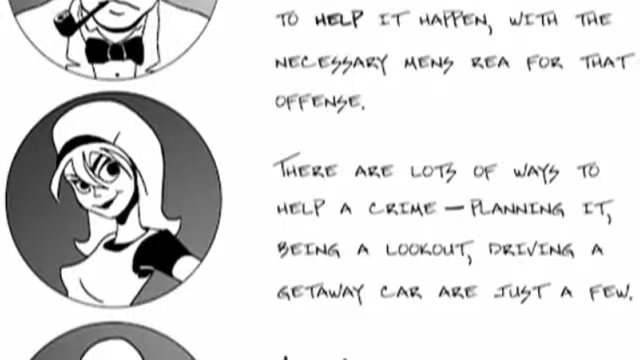 TO HELP IT HAPPEN, WITH THE
NECESSARY MENS REA FOR THAT
OFFENSE.
THERE ARE LOTS OF WAYS TO
HELP A CRIME — PLANNING IT,
BEING A LOOKOUT, DRIVING A
GETAWAY CAR ARE JUST A FEW.